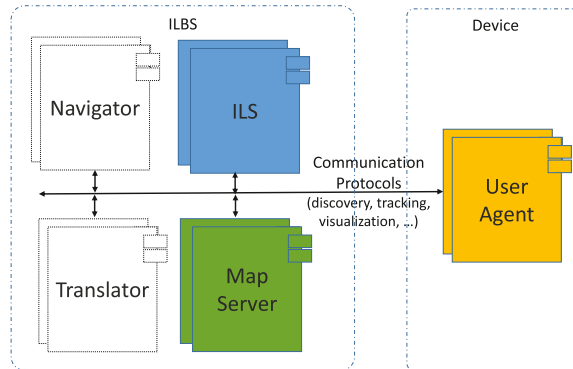 ILBS
Device
Navigator
ILS
Communication
Protocols
(discovery, tracking,
visualization, ...)
User
Agent
Translator
Map
Server